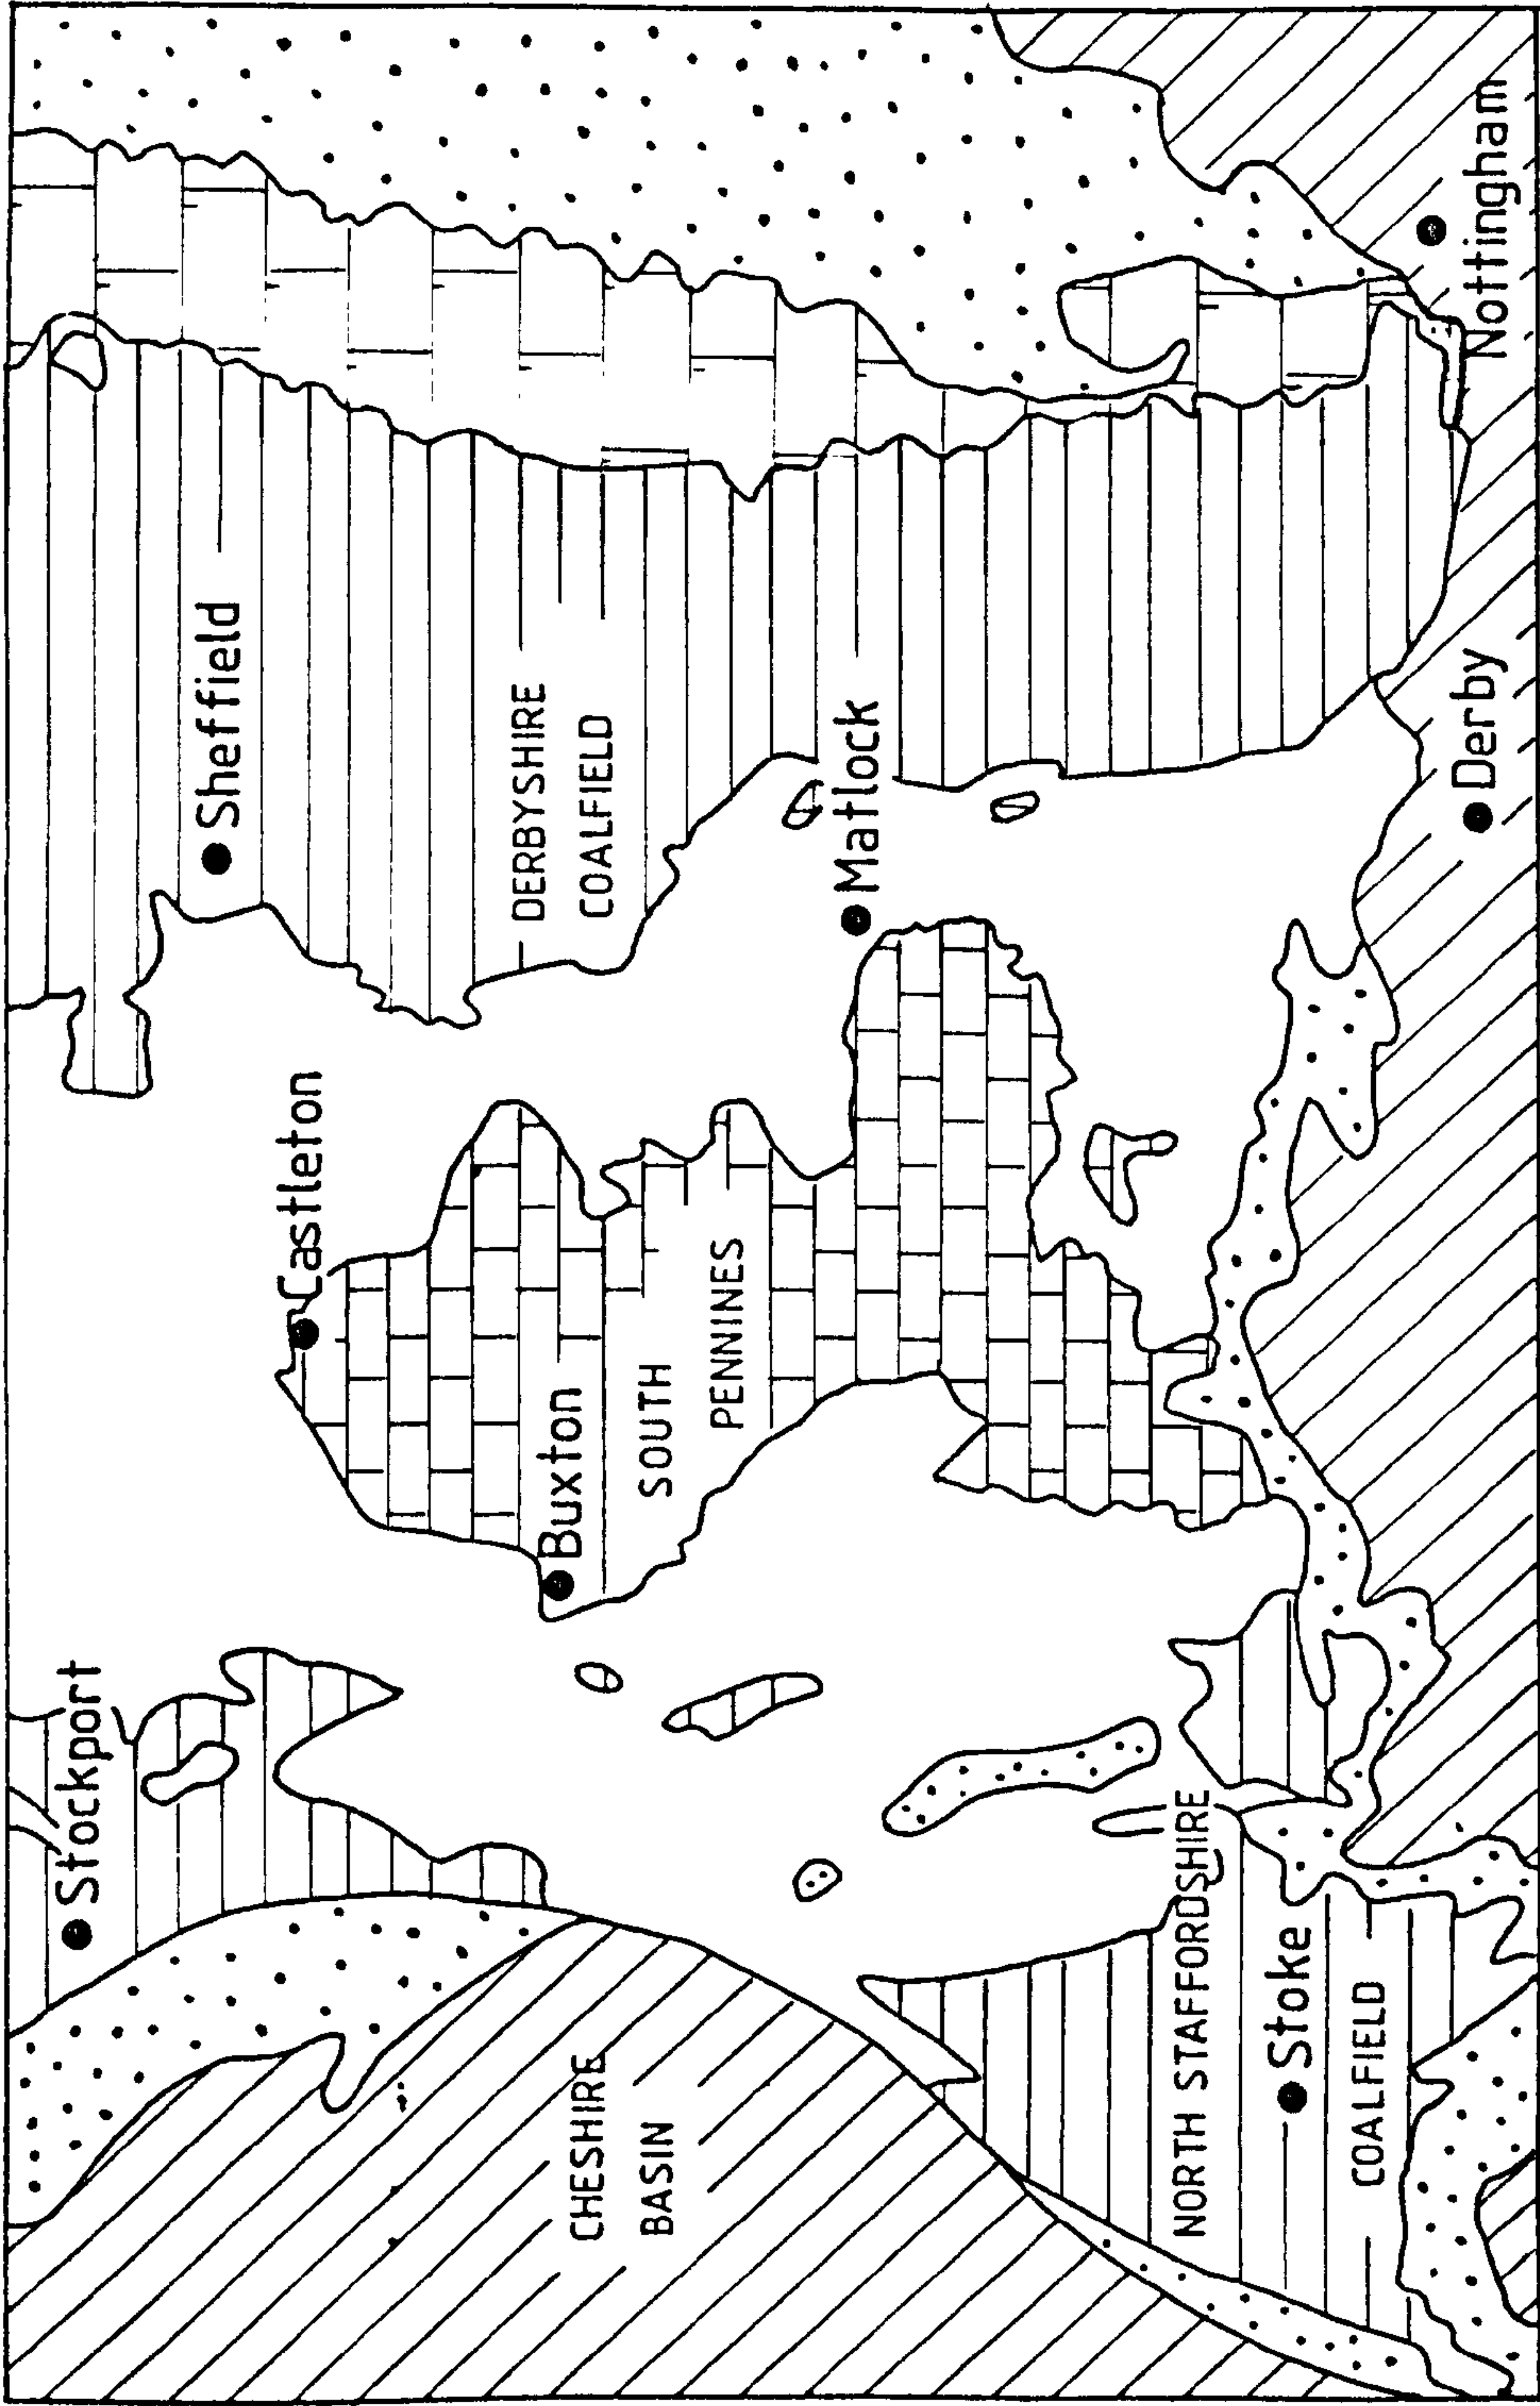 Stockport
Sheffield
Castleton
DERBYSHIRE
COALFIELD
Buxton
SOUTH
PENNINES
CHESHIRE
BASIN
Matlock
NORTH STAFFORDSHIRE
Stoke
COALFIELD
Derby
Nottingham